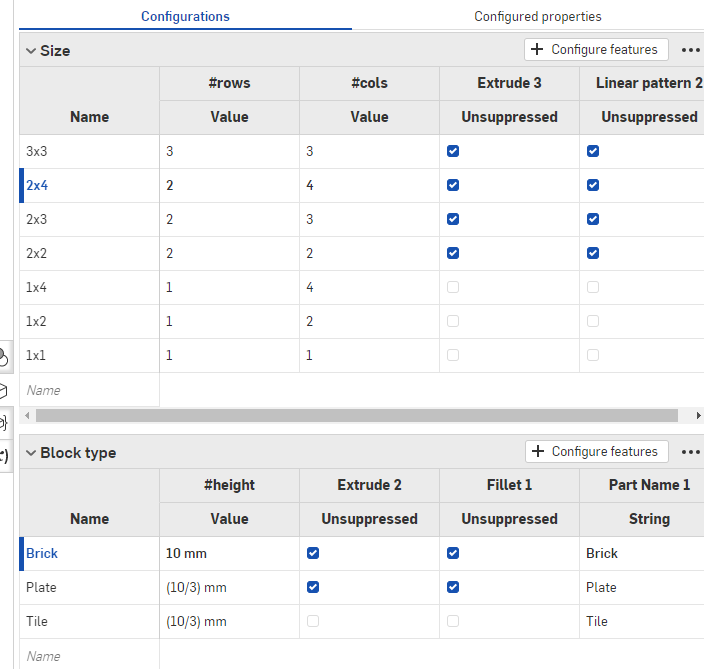 Configurations Configured properties
Size + Configure features •••
#rows #cols Extrude 3 Linear pattern 2
Name Value Value Unsuppressed Unsuppressed
3x3 3 3
2x4 2 4
2x3 2 3
2x2 2 2
1x4 1 4
1x2 1 2
1x1 1 1
Name
Block type + Configure features •••
#height Extrude 2 Fillet 1 Part Name 1
Name Value Unsuppressed Unsuppressed String
Brick 10 mm Brick
Plate (10/3) mm Plate
Tile (10/3) mm Tile
Name